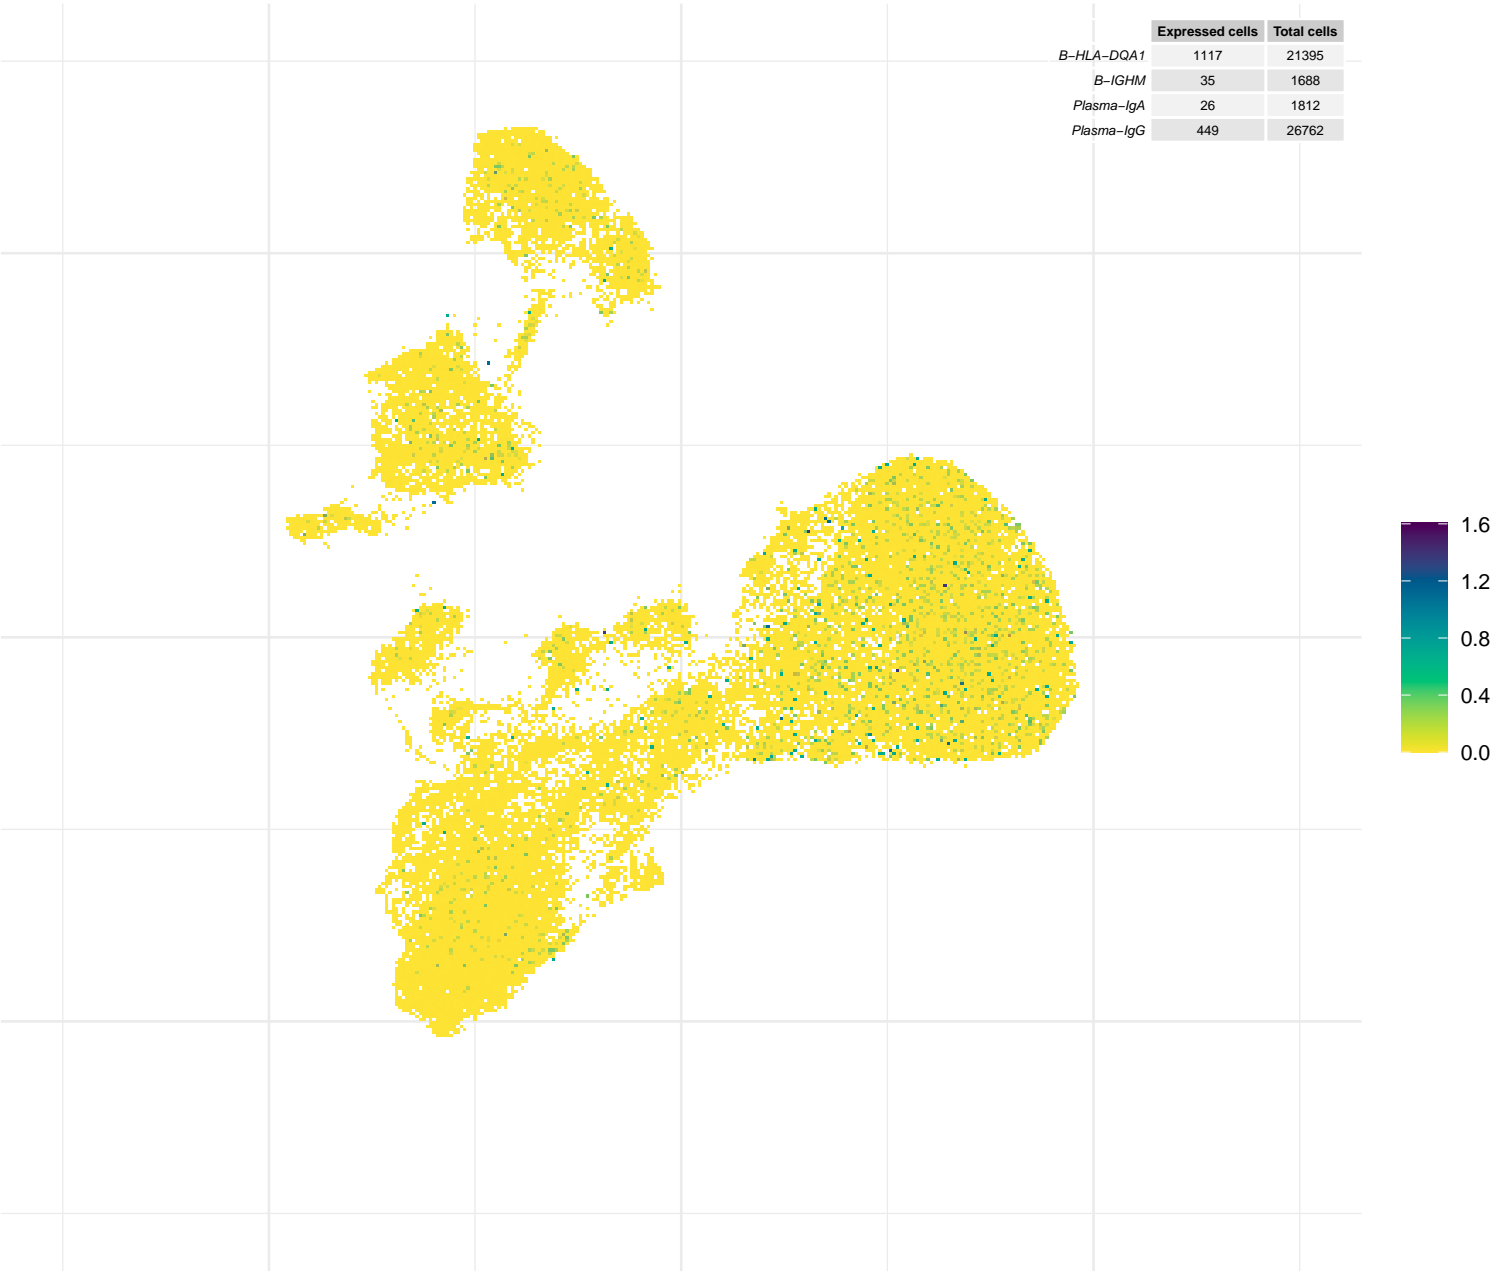 Expressed cells Total cells
B−HLA−DQA1 1117 21395
B−IGHM 35 1688
Plasma−IgA 26 1812
Plasma−IgG 449 26762
1.6
1.2
0.8
0.4
0.0